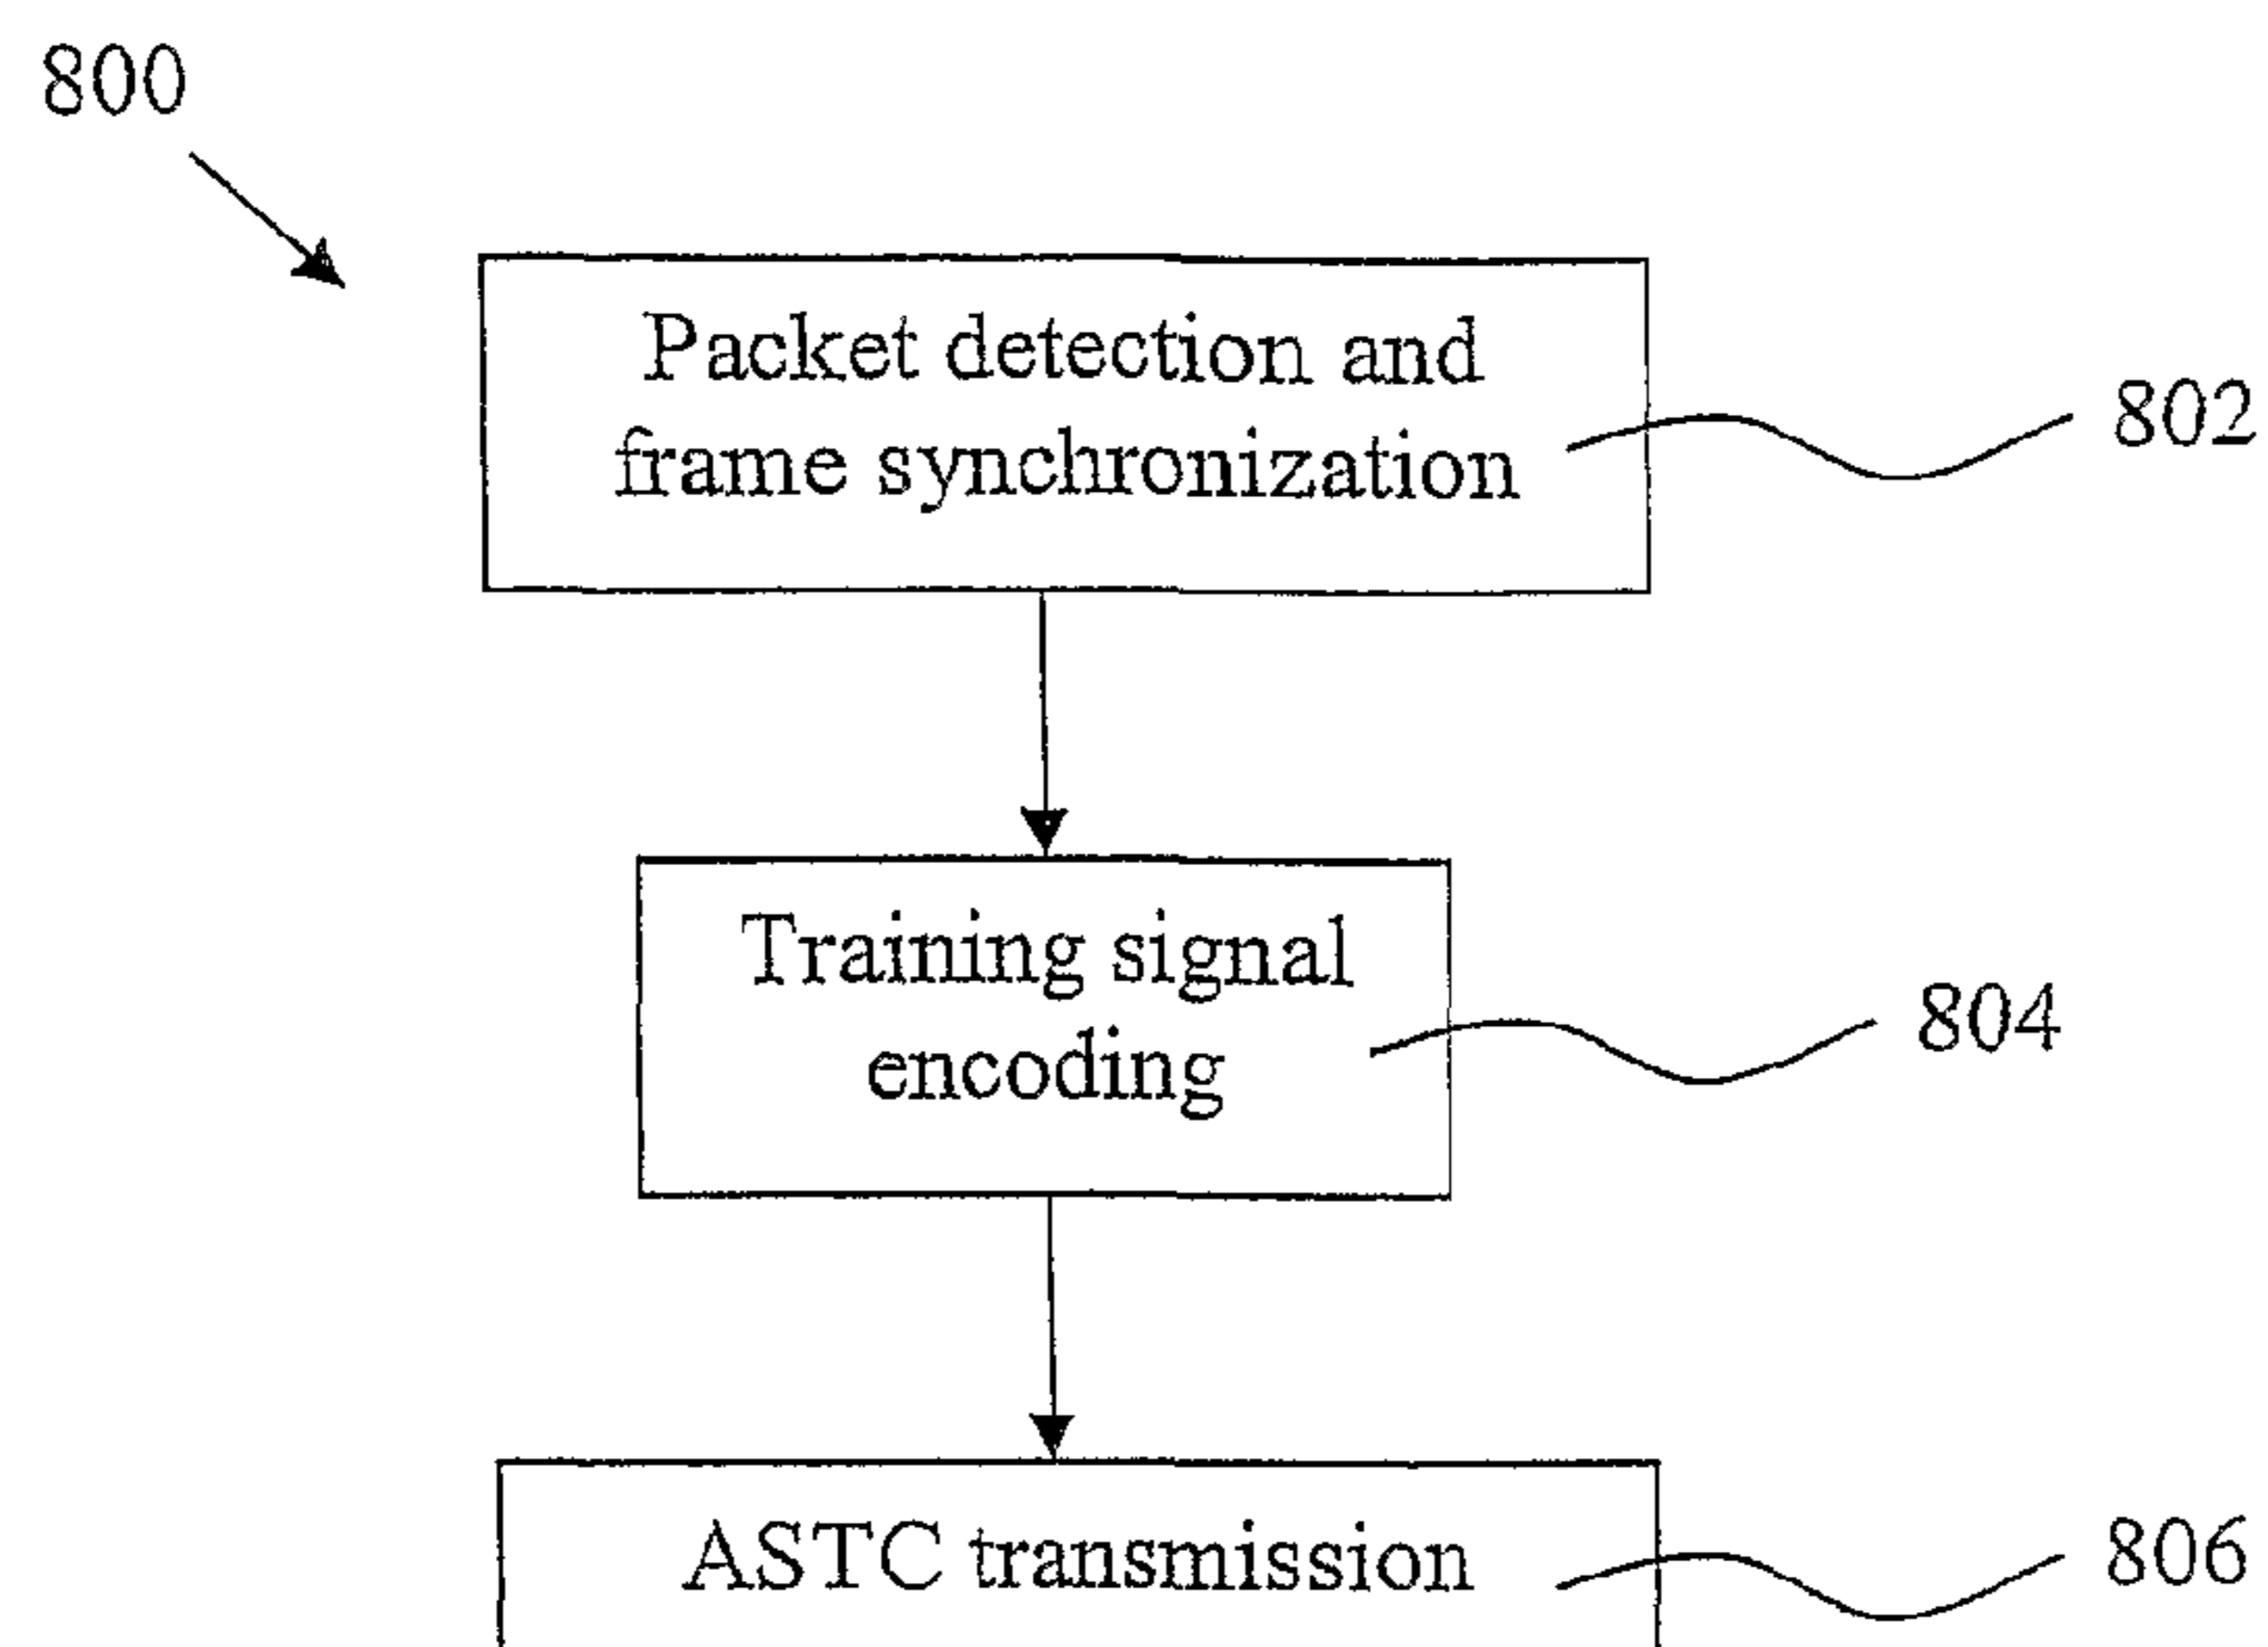 800
Packet detection and
frame synchronization
802
Training signal
encoding
804
ASTC transmission
806